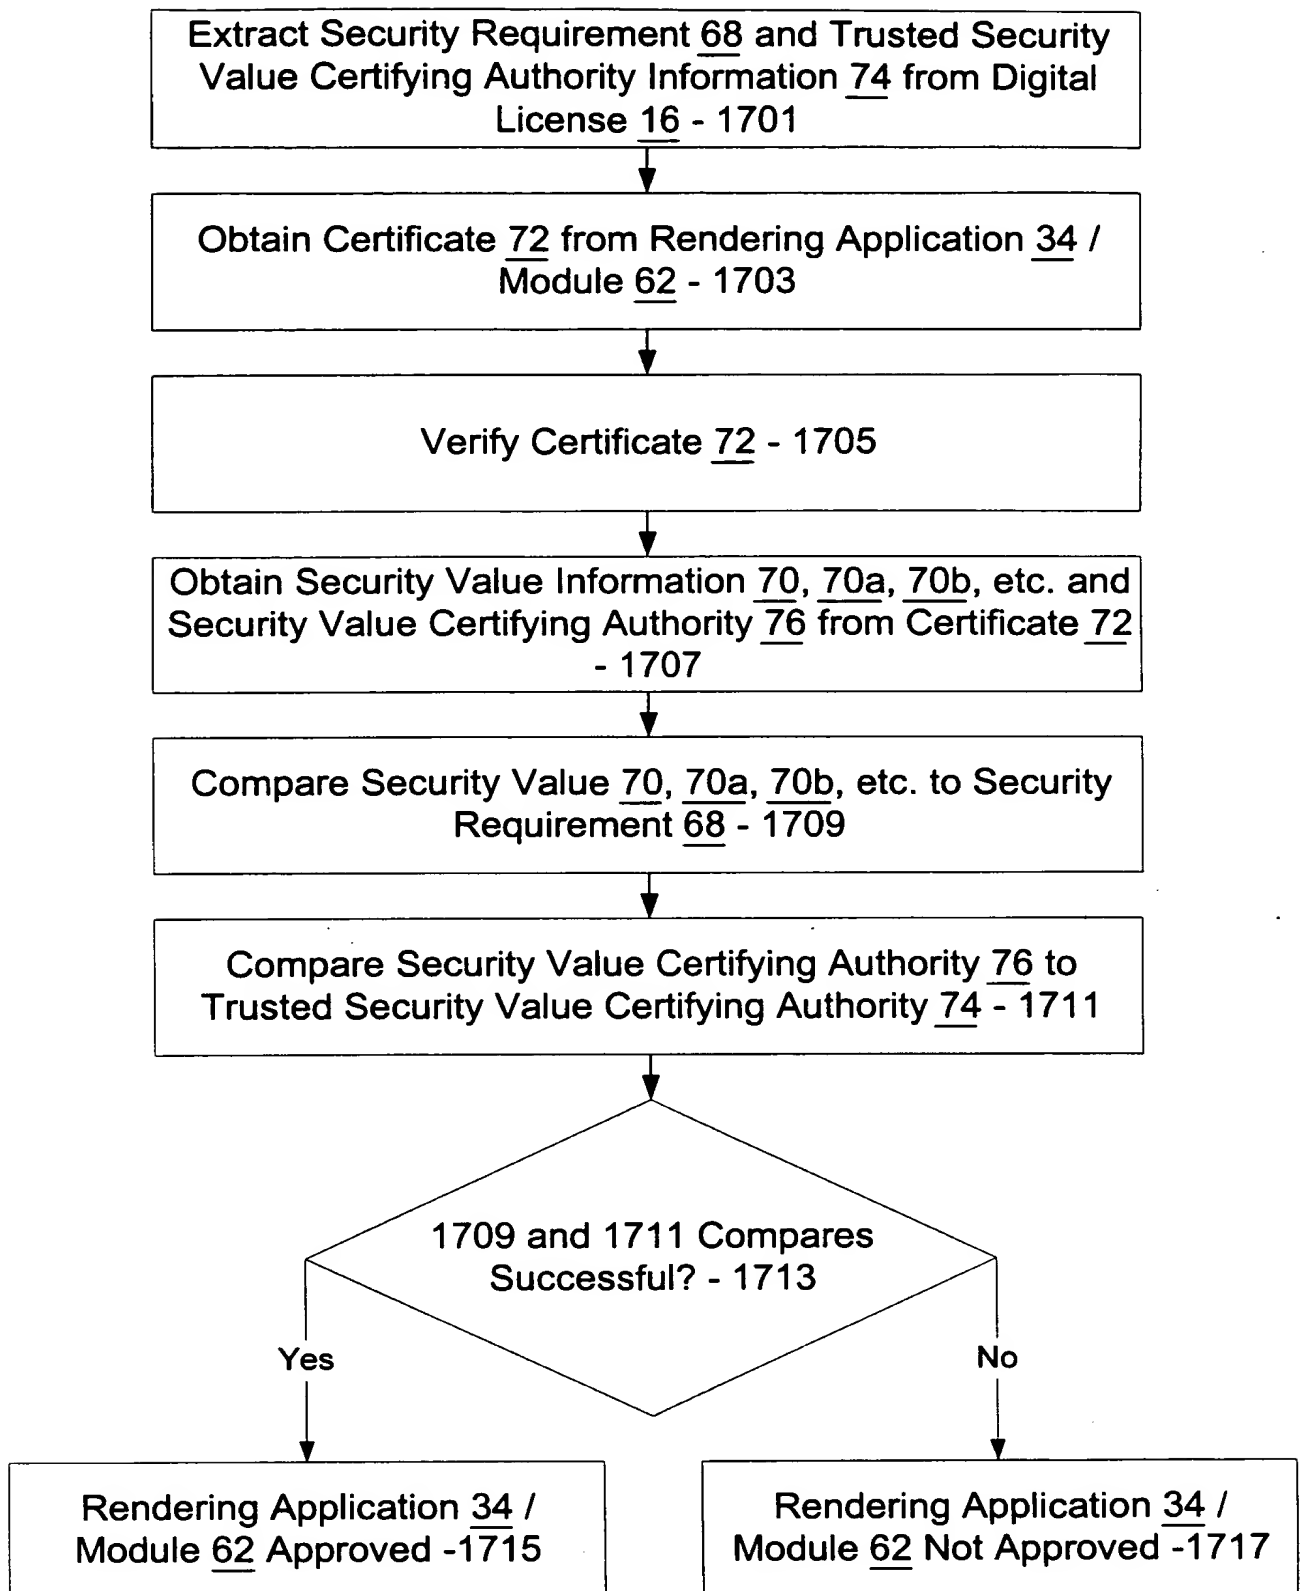 Extract Security Requirement 68 and Trusted Security
Value Certifying Authority Information 74 from Digital
License 16 - 1701
Obtain Certificate 72 from Rendering Application 34 /
Module 62 - 1703
Verify Certificate 72 - 1705
Obtain Security Value Information 70, 70a, 70b, etc. and
Security Value Certifying Authority 76 from Certificate 72
- 1707
Compare Security Value 70, 70a, 70b, etc. to Security
Requirement 68 - 1709
Compare Security Value Certifying Authority 76 to
Trusted Security Value Certifying Authority 74 - 1711
1709 and 1711 Compares
Successful? - 1713
Yes
No
Rendering Application 34 /
Module 62 Approved -1715
Rendering Application 34 /
Module 62 Not Approved -1717